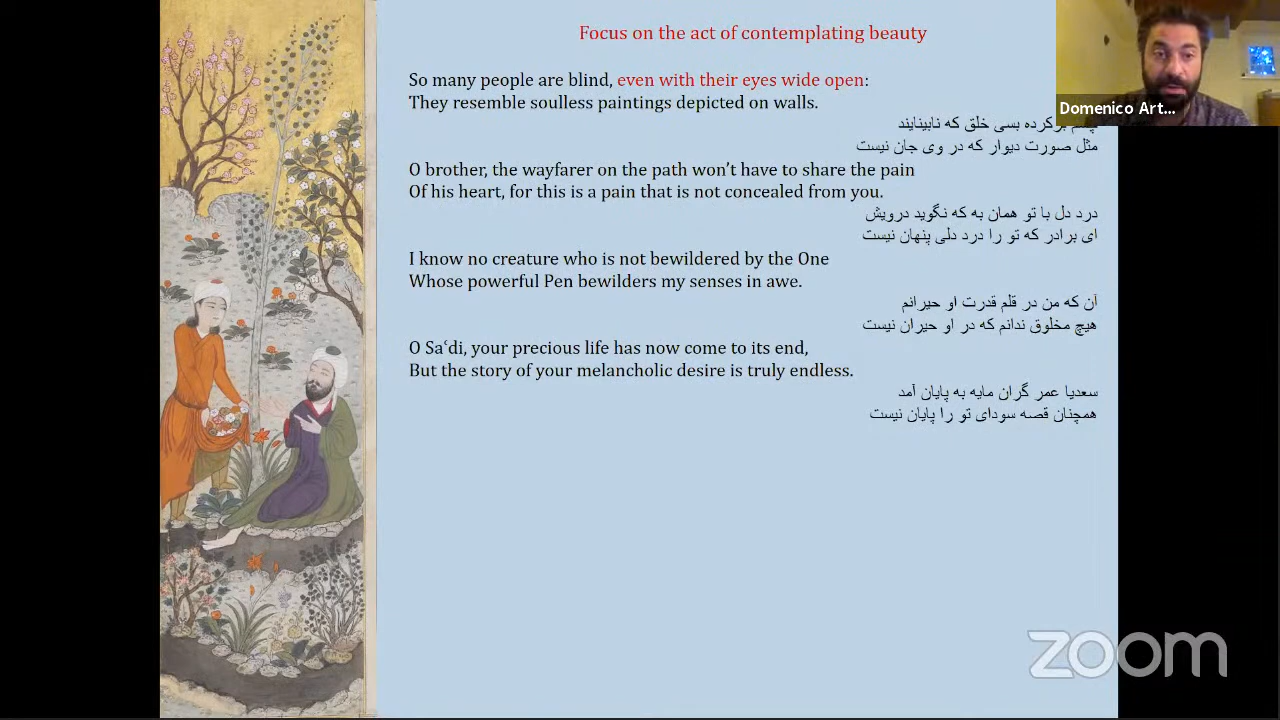 Focus on the act of contemplating beauty
So many people are blind, even with their eyes wide open:
They resemble soulless paintings depicted on walls.
برکرده بسی خلق که نابینایند
مثل صورت دیوار که در وی جان نیست
O brother, the wayfarer on the path won’t have to share the pain
Of his heart, for this is a pain that is not concealed from you.
درد دل با تو همان به که نگوید درویش
ای برادر که تو را درد دلی پنهان نیست
I know no creature who is not bewildered by the One
Whose powerful Pen bewilders my senses in awe.
آن که من در قلم قدرت او حیرانم
هیچ مخلوق ندانم که در او حیران نیست
O Saʿdi, your precious life has now come to its end,
But the story of your melancholic desire is truly endless.
سعدیا عمر گران مایه به پایان آمد
همچنان قصه سودای تو را پایان نیست
Domenico Art...
zoom